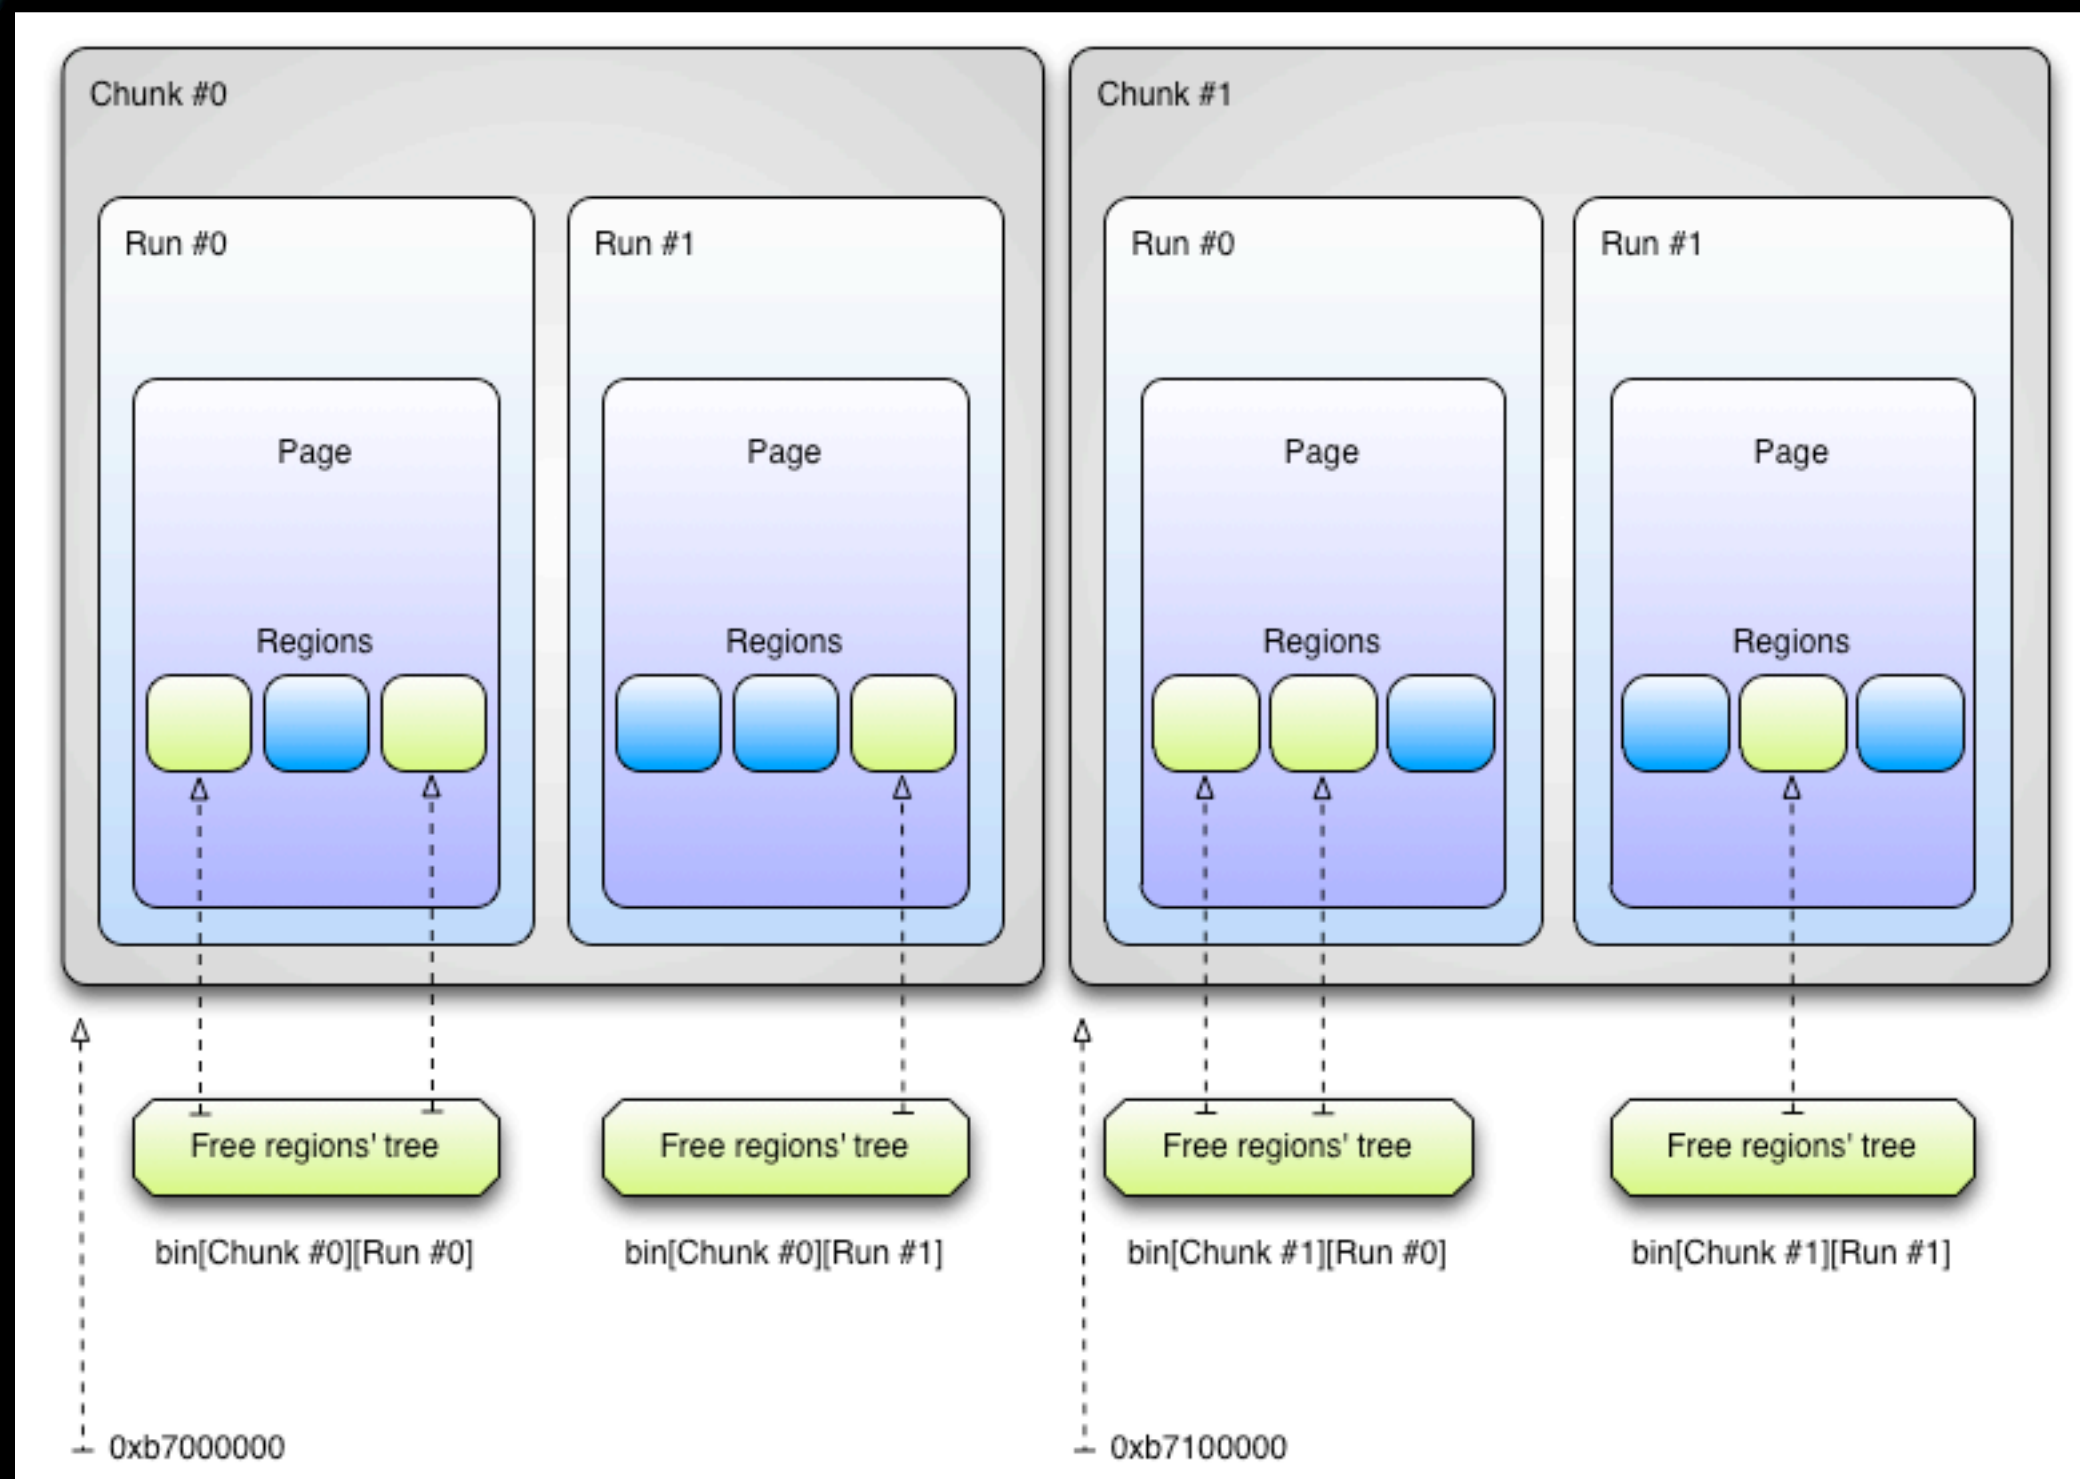 Chunk #0
Chunk #1
Run #0
Run #1
Run #0
Run #1
Page
Page
Page
Page
Regions
Regions
Regions
Regions
Free regions' tree
Free regions' tree
Free regions' tree
Free regions' tree
bin[Chunk #0][Run #0]
bin[Chunk #0][Run #1]
bin[Chunk #1][Run #0]
bin[Chunk #1][Run #1]
0xb7000000
0xb7100000